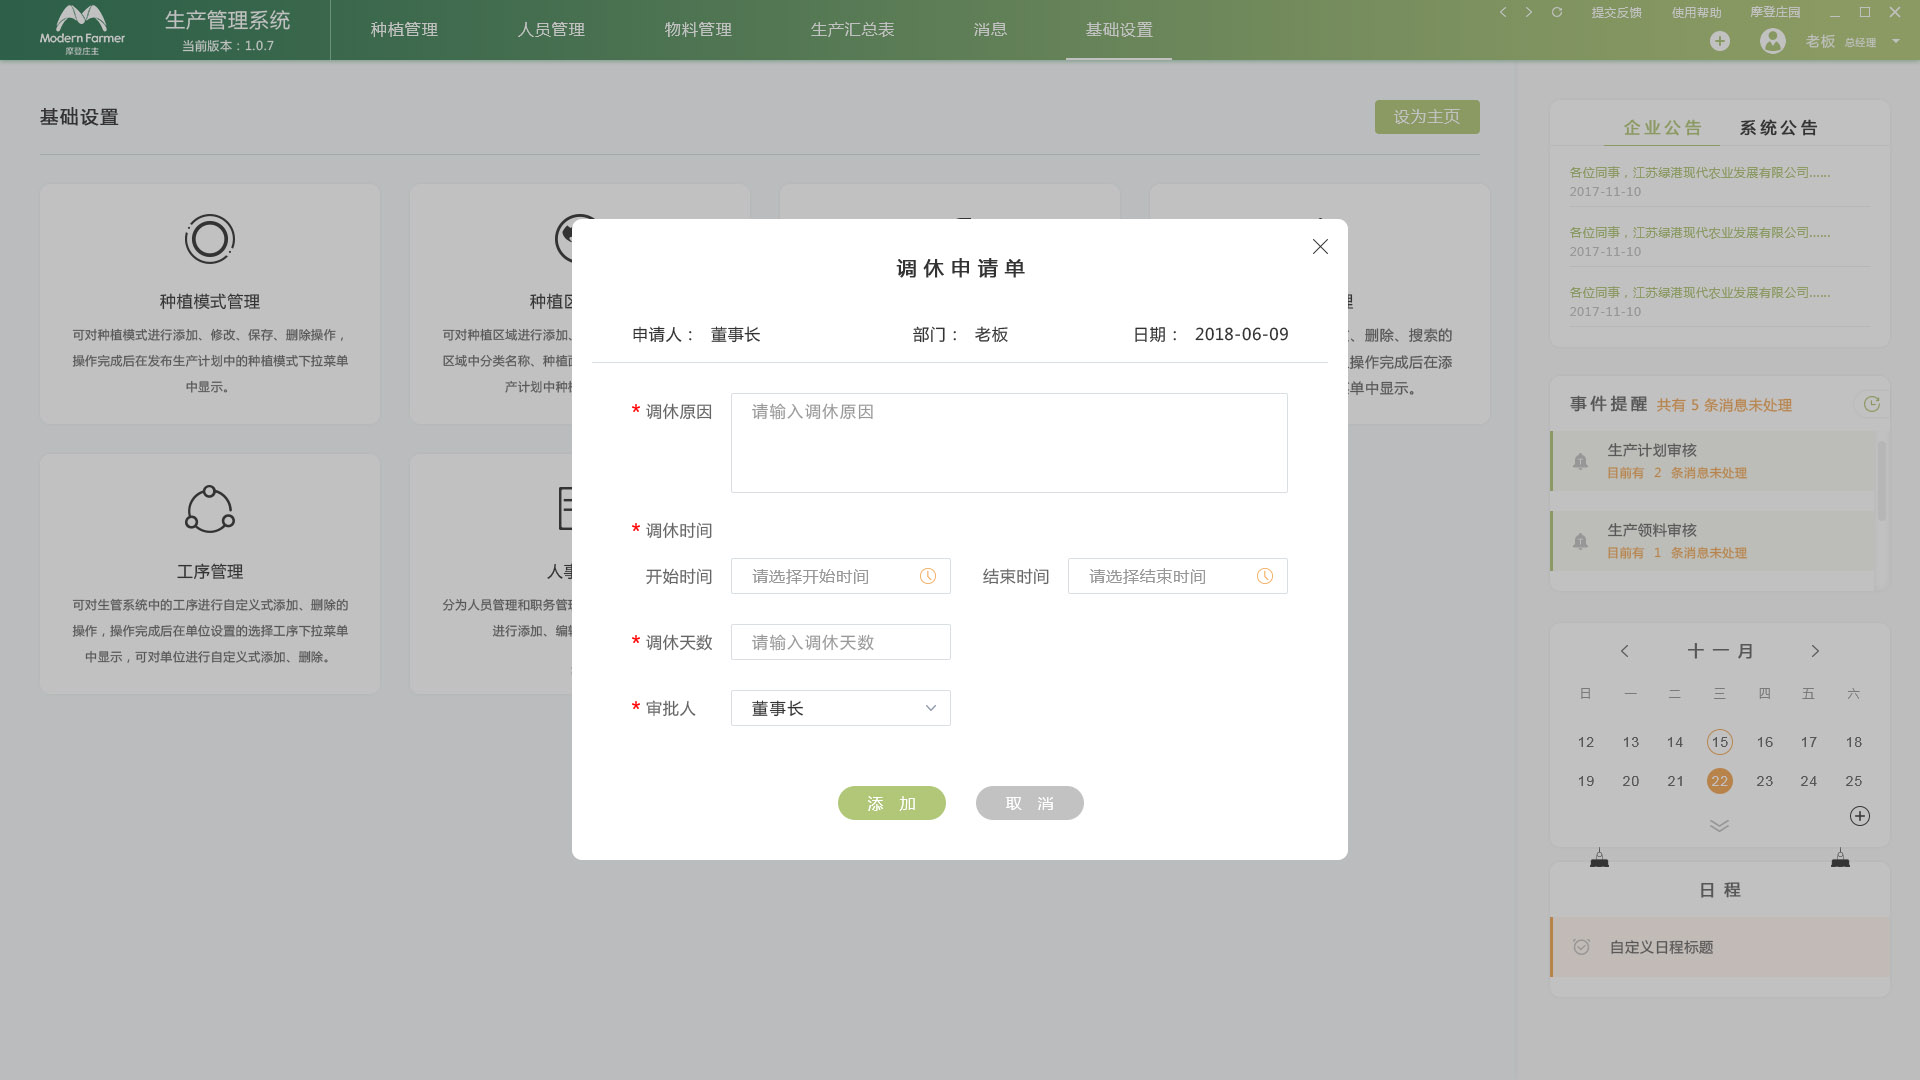 Modern Farmer
摩登庄主
生产管理系统
当前版本：1.0.7
种植管理
人员管理
物料管理
生产汇总表
消息
基础设置
提交反馈
使用帮助
摩登庄园
老板 总经理
基础设置
设为主页
种植模式管理
可对种植模式进行添加、修改、保存、删除操作，
操作完成后在发布生产计划中的种植模式下拉菜单
中显示。
种植区
可对种植区域进行添加、
区域中分类名称、种植面
产计划中种植
理
、删除、搜索的
操作完成后在添
单中显示。
工序管理
可对生管系统中的工序进行自定义式添加、删除的
操作，操作完成后在单位设置的选择工序下拉菜单
中显示，可对单位进行自定义式添加、删除。
人事
分为人员管理和职务管理
进行添加、编辑
调休申请单
申请人： 董事长
部门： 老板
日期： 2018-06-09
* 调休原因
请输入调休原因
* 调休时间
开始时间
请选择开始时间
结束时间
请选择结束时间
* 调休天数
请输入调休天数
* 审批人
董事长
添 加
取 消
企业公告
系统公告
各位同事，江苏绿港现代农业发展有限公司......
2017-11-10
各位同事，江苏绿港现代农业发展有限公司......
2017-11-10
各位同事，江苏绿港现代农业发展有限公司......
2017-11-10
事件提醒 共有 5 条消息未处理
生产计划审核
目前有 2 条消息未处理
生产领料审核
目前有 1 条消息未处理
十一月
日 一 二 三 四 五 六
12 13 14 15 16 17 18
19 20 21 22 23 24 25
日 程
自定义日程标题